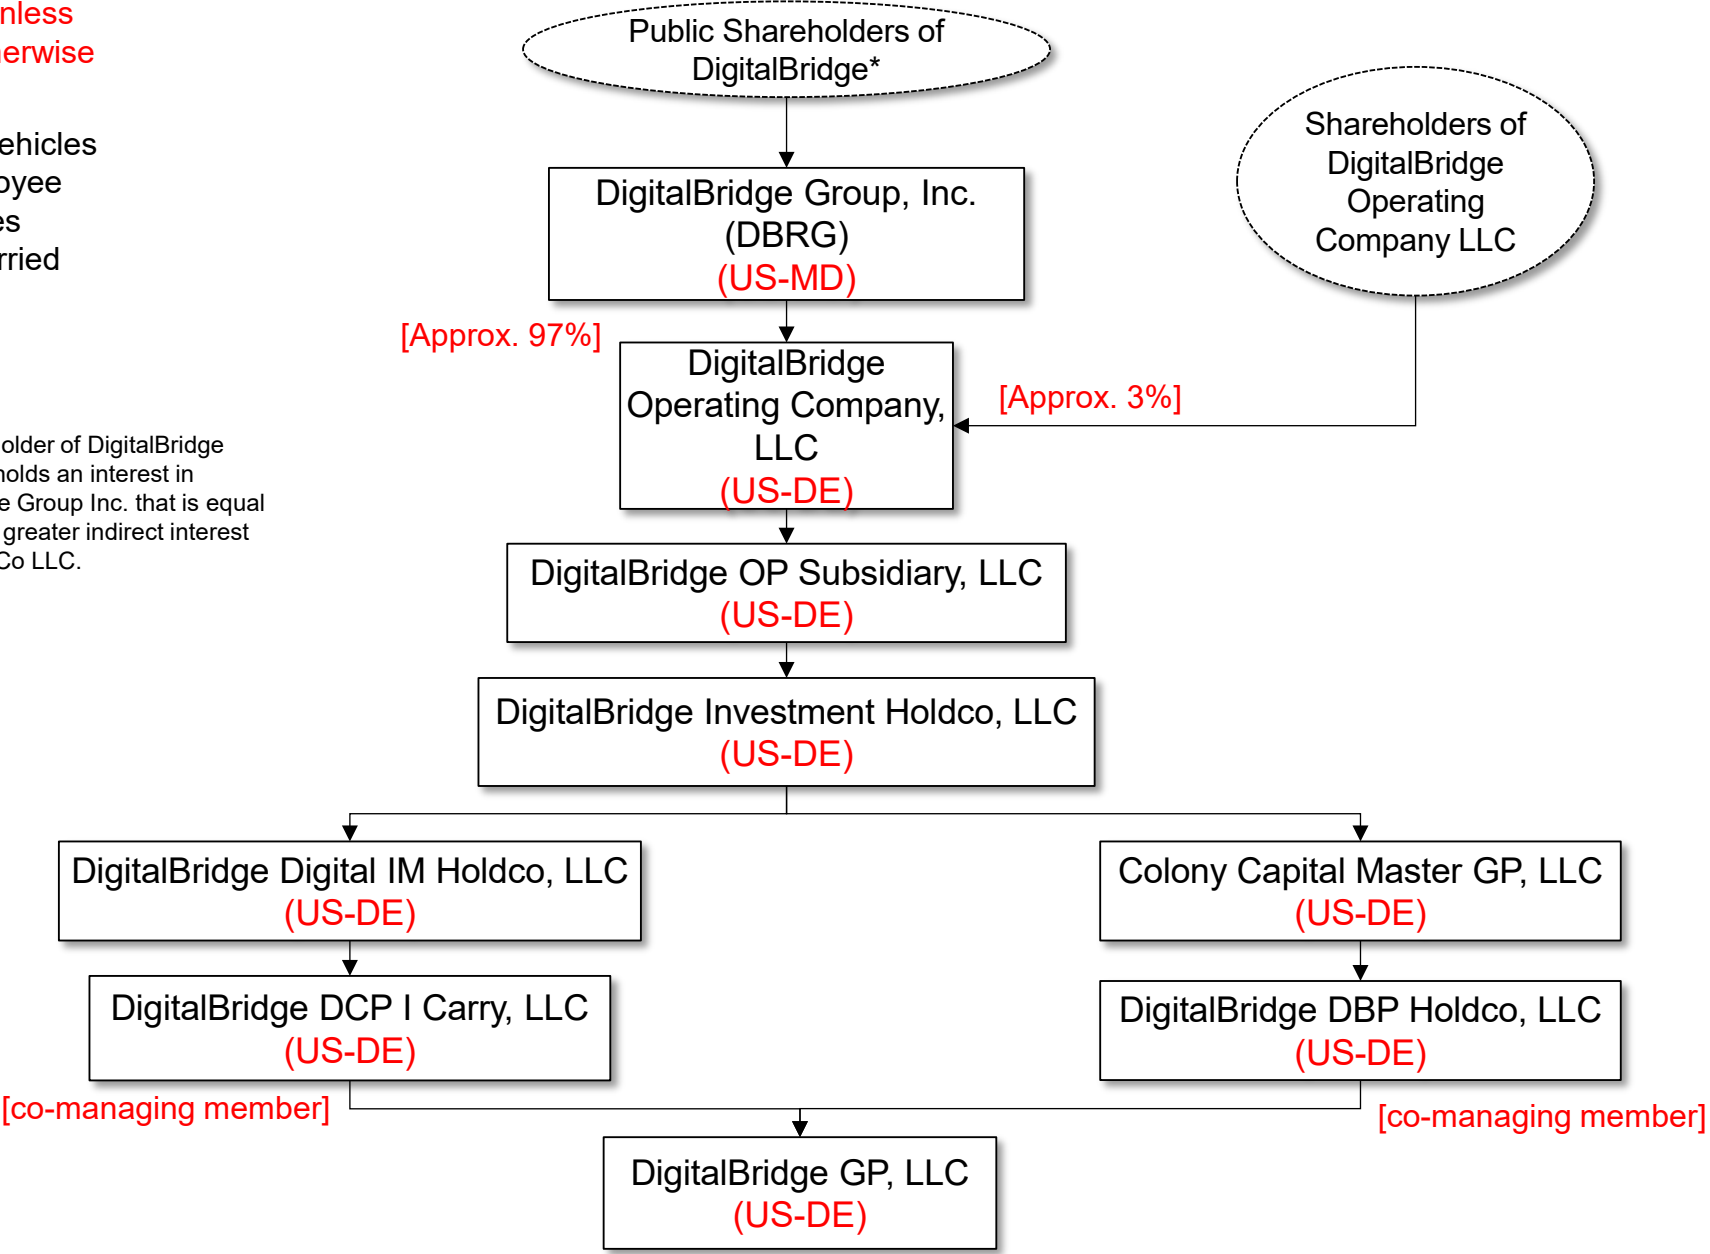 nless
erwise
ehicles
oyee
es
rried
Public Shareholders of
DigitalBridge*
Shareholders of
DigitalBridge
Operating
Company LLC
DigitalBridge Group, Inc.
(DBRG)
(US-MD)
[Approx. 97%]
DigitalBridge
Operating Company,
LLC
(US-DE)
[Approx. 3%]
older of DigitalBridge
holds an interest in
e Group Inc. that is equal
greater indirect interest
Co LLC.
DigitalBridge OP Subsidiary, LLC
(US-DE)
DigitalBridge Investment Holdco, LLC
(US-DE)
DigitalBridge Digital IM Holdco, LLC
(US-DE)
Colony Capital Master GP, LLC
(US-DE)
DigitalBridge DCP I Carry, LLC
(US-DE)
DigitalBridge DBP Holdco, LLC
(US-DE)
[co-managing member]
[co-managing member]
DigitalBridge GP, LLC
(US-DE)